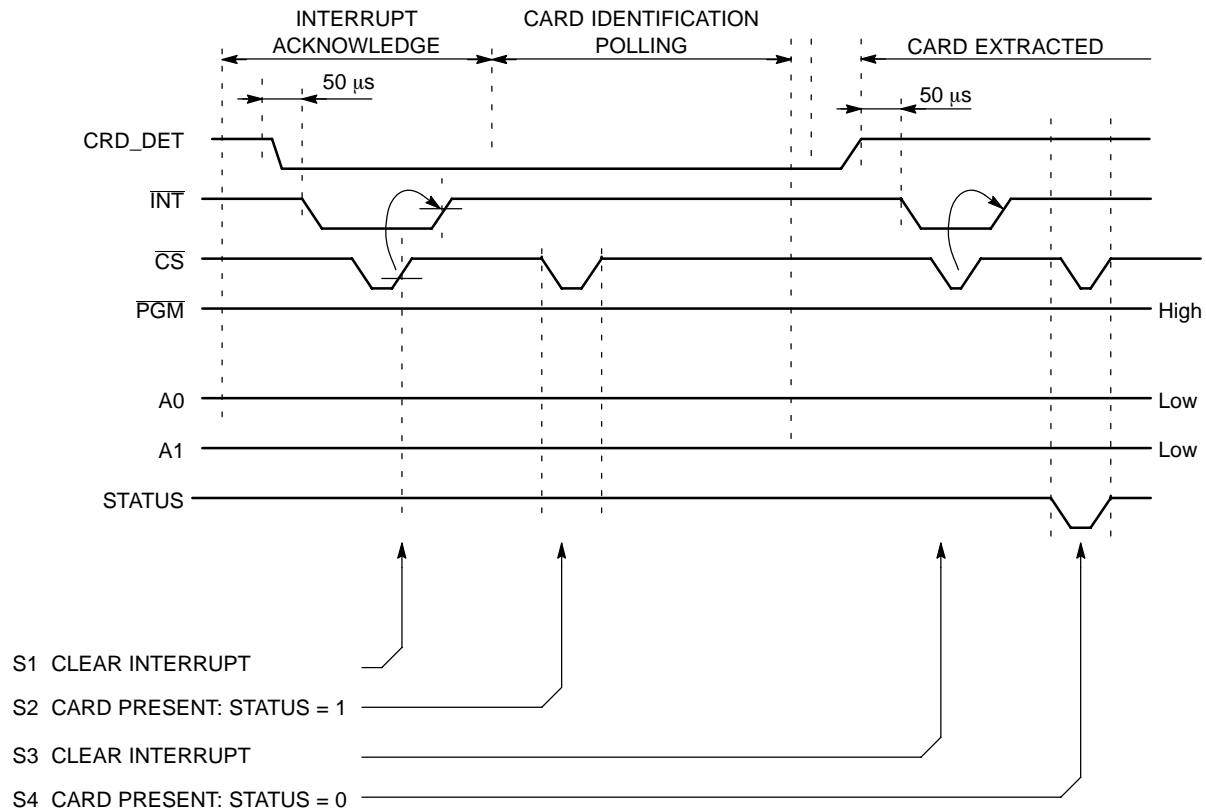 INTERRUPT
ACKNOWLEDGE
CARD IDENTIFICATION
POLLING
CARD EXTRACTED
50 μs
50 μs
CRD_DET
INT
CS
PGM
High
A0
Low
A1
Low
STATUS
S1 CLEAR INTERRUPT
S2 CARD PRESENT: STATUS = 1
S3 CLEAR INTERRUPT
S4 CARD PRESENT: STATUS = 0